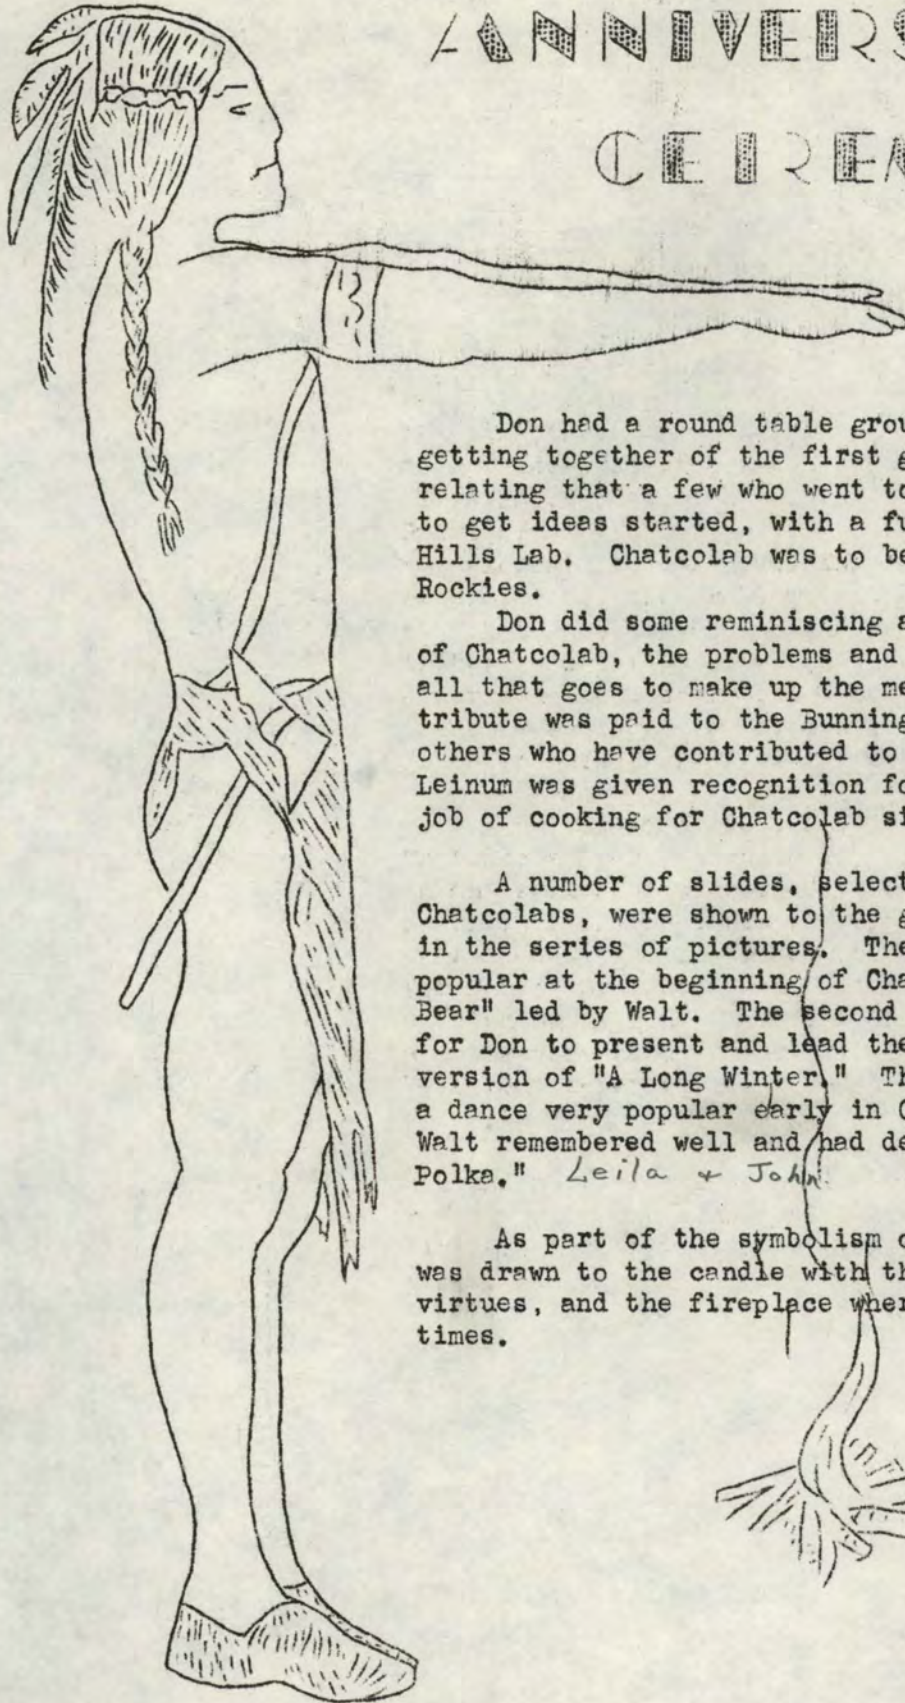 ANNIVERS
CEREM
Don had a round table grou
getting together of the first g
relating that a few who went to
to get ideas started, with a fu
Hills Lab. Chatcolab was to be
Rockies.
Don did some reminiscing a
of Chatcolab, the problems and
all that goes to make up the me
tribute was paid to the Bunning
others who have contributed to
Leinum was given recognition fo
job of cooking for Chatcolab si
A number of slides, select
Chatcolabs, were shown to the g
in the series of pictures. The
popular at the beginning of Cha
Bear" led by Walt. The second
for Don to present and lead the
version of "A Long Winter." Th
a dance very popular early in C
Walt remembered well and had de
Polka." Leila + John
As part of the symbolism o
was drawn to the candle with th
virtues, and the fireplace wher
times.